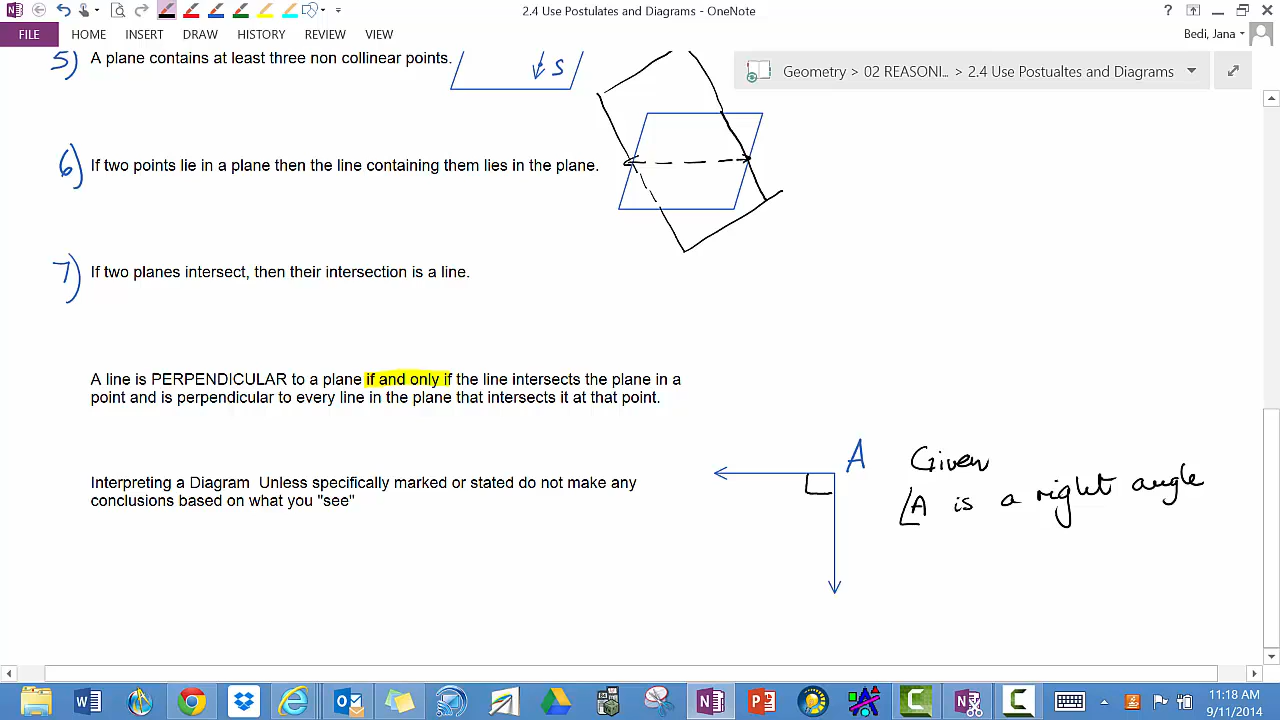 2.4 Use Postulates and Diagrams - OneNote
FILE HOME INSERT DRAW HISTORY REVIEW VIEW
Bedi, Jana
Geometry > 02 REASONI... > 2.4 Use Postualtes and Diagrams
5) A plane contains at least three non collinear points.
S
6) If two points lie in a plane then the line containing them lies in the plane.
7) If two planes intersect, then their intersection is a line.
A line is PERPENDICULAR to a plane if and only if the line intersects the plane in a
point and is perpendicular to every line in the plane that intersects it at that point.
Interpreting a Diagram Unless specifically marked or stated do not make any
conclusions based on what you "see"
A
Given
∠A is a right angle
11:18 AM
9/11/2014